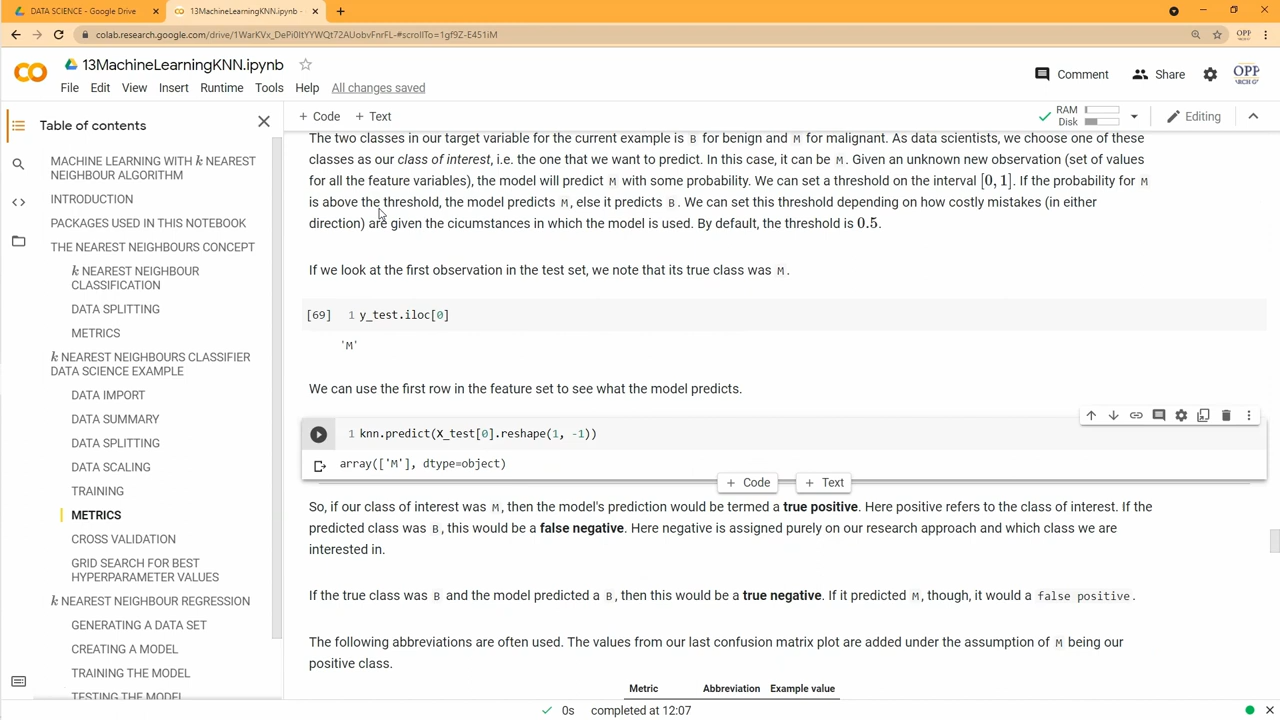 DATA SCIENCE - Google Drive
13MachineLearningKNN.ipynb -
colab.research.google.com/drive/1WarKVx_DePi0ItYYWQt72AUobvFnrFL-#scrollTo=1gf9Z-E451iM
13MachineLearningKNN.ipynb
Comment
Share
File Edit View Insert Runtime Tools Help All changes saved
+ Code + Text
RAM
Disk
Editing
Table of contents
MACHINE LEARNING WITH k NEAREST
NEIGHBOUR ALGORITHM
INTRODUCTION
PACKAGES USED IN THIS NOTEBOOK
THE NEAREST NEIGHBOURS CONCEPT
k NEAREST NEIGHBOUR
CLASSIFICATION
DATA SPLITTING
METRICS
k NEAREST NEIGHBOURS CLASSIFIER
DATA SCIENCE EXAMPLE
DATA IMPORT
DATA SUMMARY
DATA SPLITTING
DATA SCALING
TRAINING
METRICS
CROSS VALIDATION
GRID SEARCH FOR BEST
HYPERPARAMETER VALUES
k NEAREST NEIGHBOUR REGRESSION
GENERATING A DATA SET
CREATING A MODEL
TRAINING THE MODEL
TESTING THE MODEL
The two classes in our target variable for the current example is B for benign and M for malignant. As data scientists, we choose one of these
classes as our class of interest, i.e. the one that we want to predict. In this case, it can be M. Given an unknown new observation (set of values
for all the feature variables), the model will predict M with some probability. We can set a threshold on the interval [0, 1]. If the probability for M
is above the threshold, the model predicts M, else it predicts B. We can set this threshold depending on how costly mistakes (in either
direction) are given the cicumstances in which the model is used. By default, the threshold is 0.5.
If we look at the first observation in the test set, we note that its true class was M.
[69] 1 y_test.iloc[0]
'M'
We can use the first row in the feature set to see what the model predicts.
1 knn.predict(X_test[0].reshape(1, -1))
array(['M'], dtype=object)
+ Code + Text
So, if our class of interest was M, then the model's prediction would be termed a true positive. Here positive refers to the class of interest. If the
predicted class was B, this would be a false negative. Here negative is assigned purely on our research approach and which class we are
interested in.
If the true class was B and the model predicted a B, then this would be a true negative. If it predicted M, though, it would a false positive.
The following abbreviations are often used. The values from our last confusion matrix plot are added under the assumption of M being our
positive class.
Metric Abbreviation Example value
0s completed at 12:07